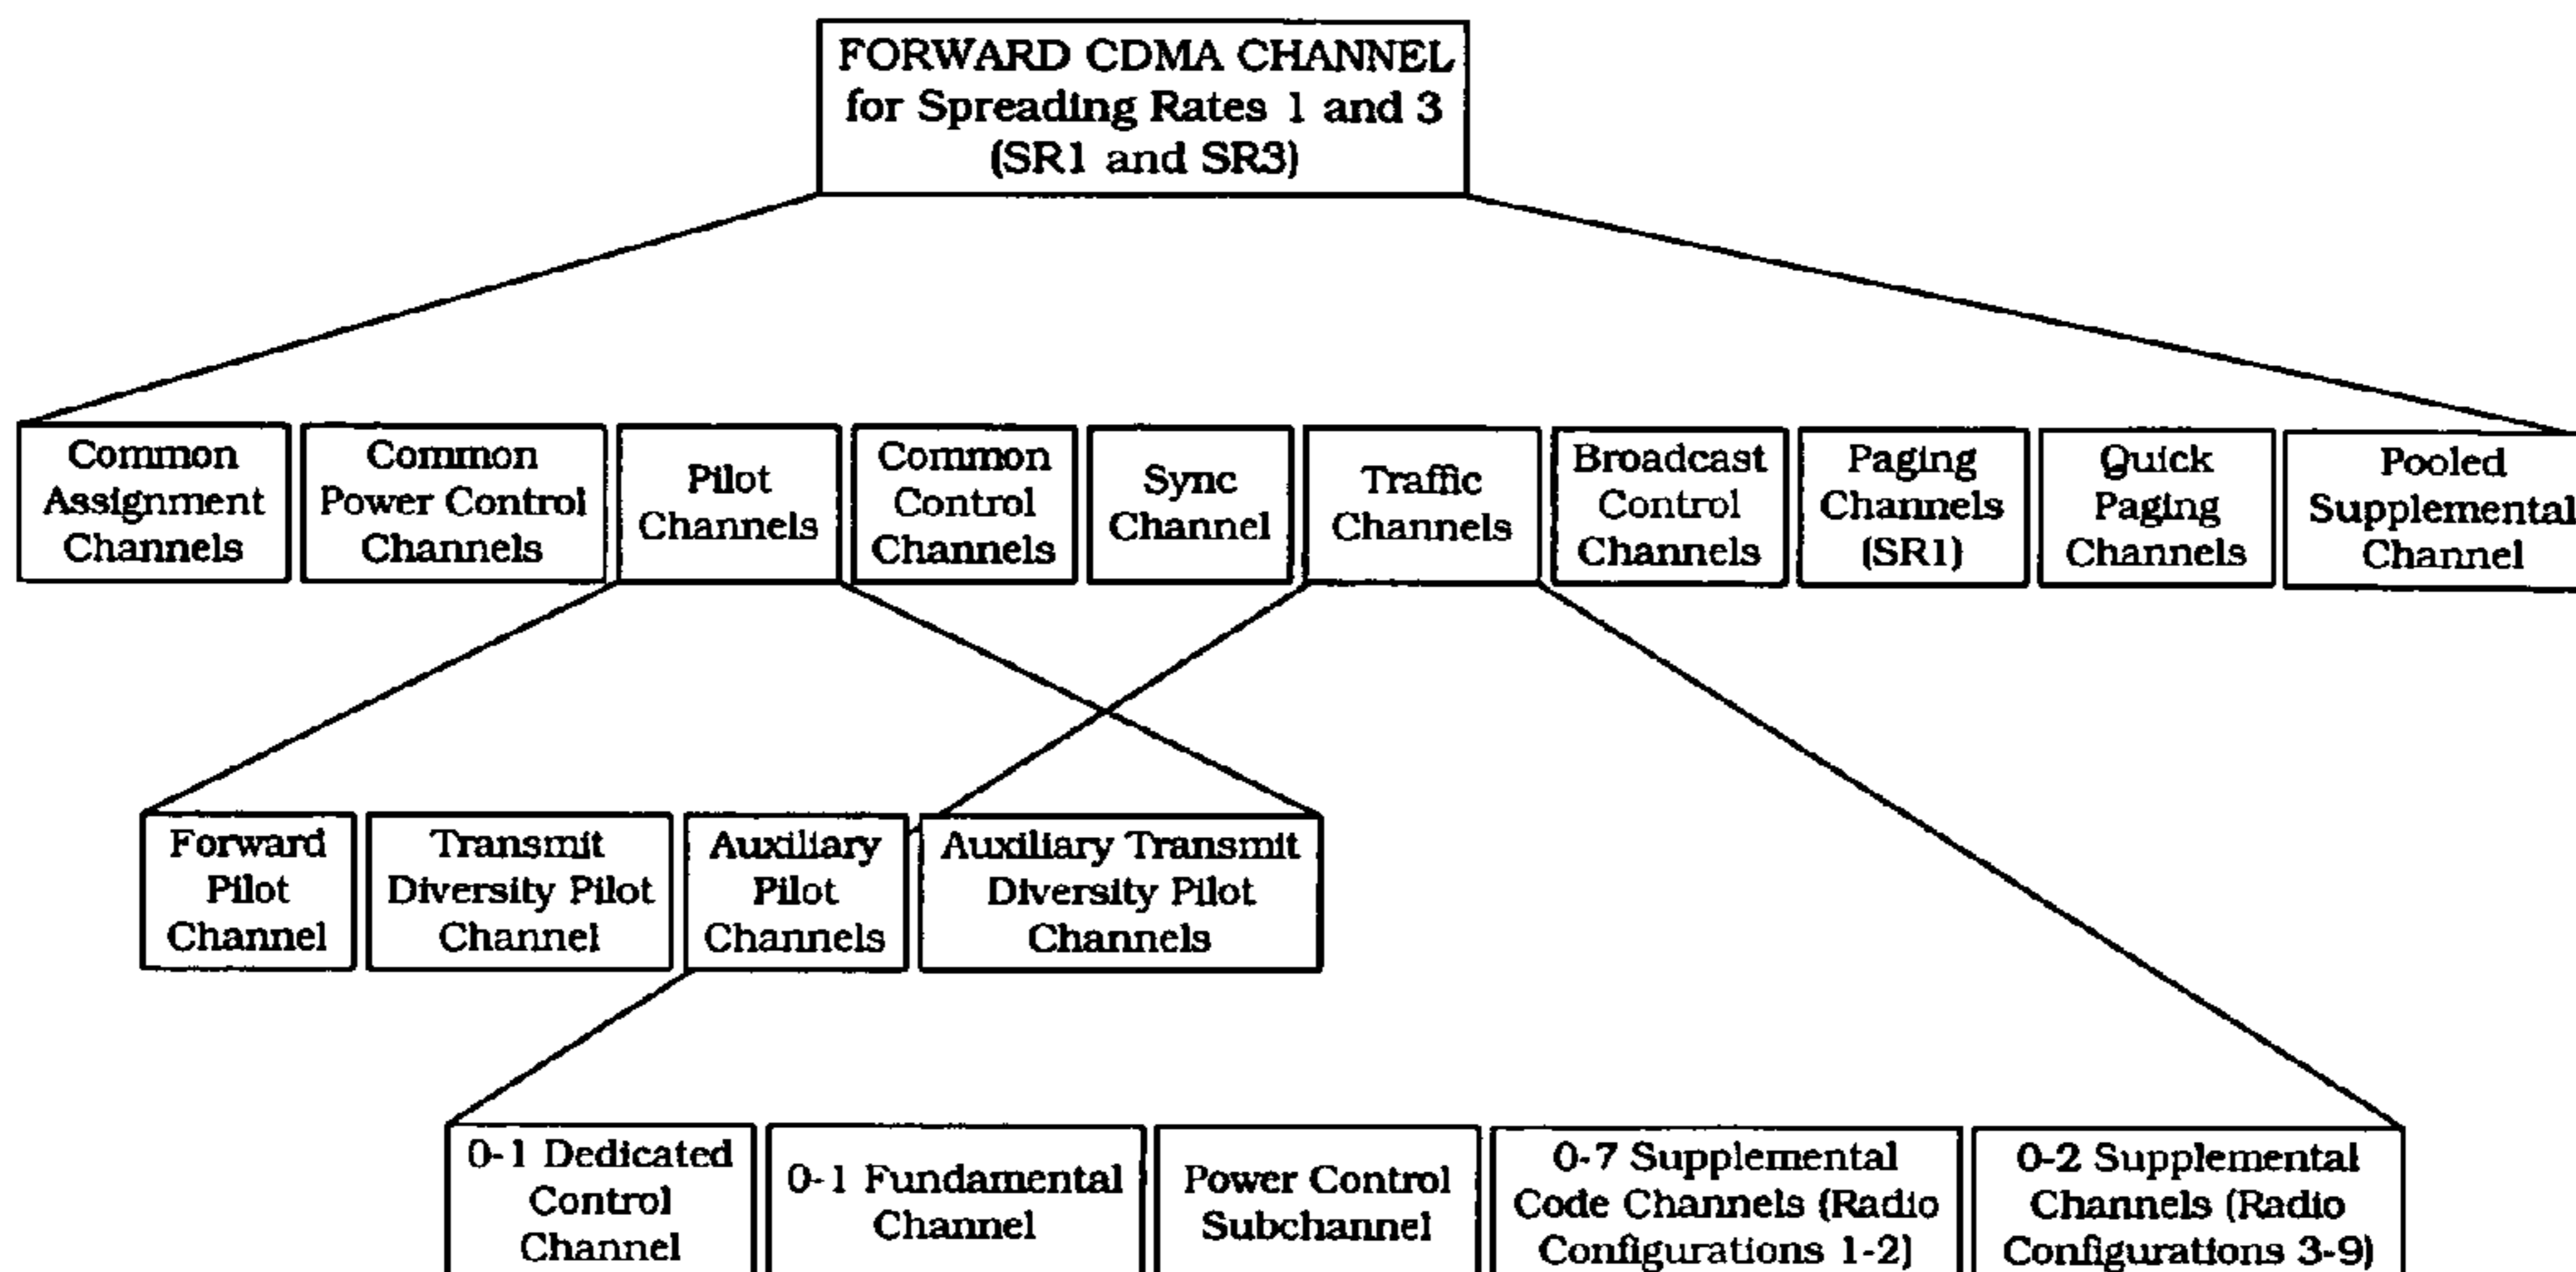 FORWARD CDMA CHANNEL
for Spreading Rates 1 and 3
(SR1 and SR3)
Common
Assignment
Channels
Common
Power Control
Channels
Pilot
Channels
Common
Control
Channels
Sync
Channel
Traffic
Channels
Broadcast
Control
Channels
Paging
Channels
(SR1)
Quick
Paging
Channels
Pooled
Supplemental
Channel
Forward
Pilot
Channel
Transmit
Diversity Pilot
Channel
Auxiliary
Pilot
Channels
Auxiliary Transmit
Diversity Pilot
Channels
0-1 Dedicated
Control
Channel
0-1 Fundamental
Channel
Power Control
Subchannel
0-7 Supplemental
Code Channels (Radio
Configurations 1-2)
0-2 Supplemental
Channels (Radio
Configurations 3-9)